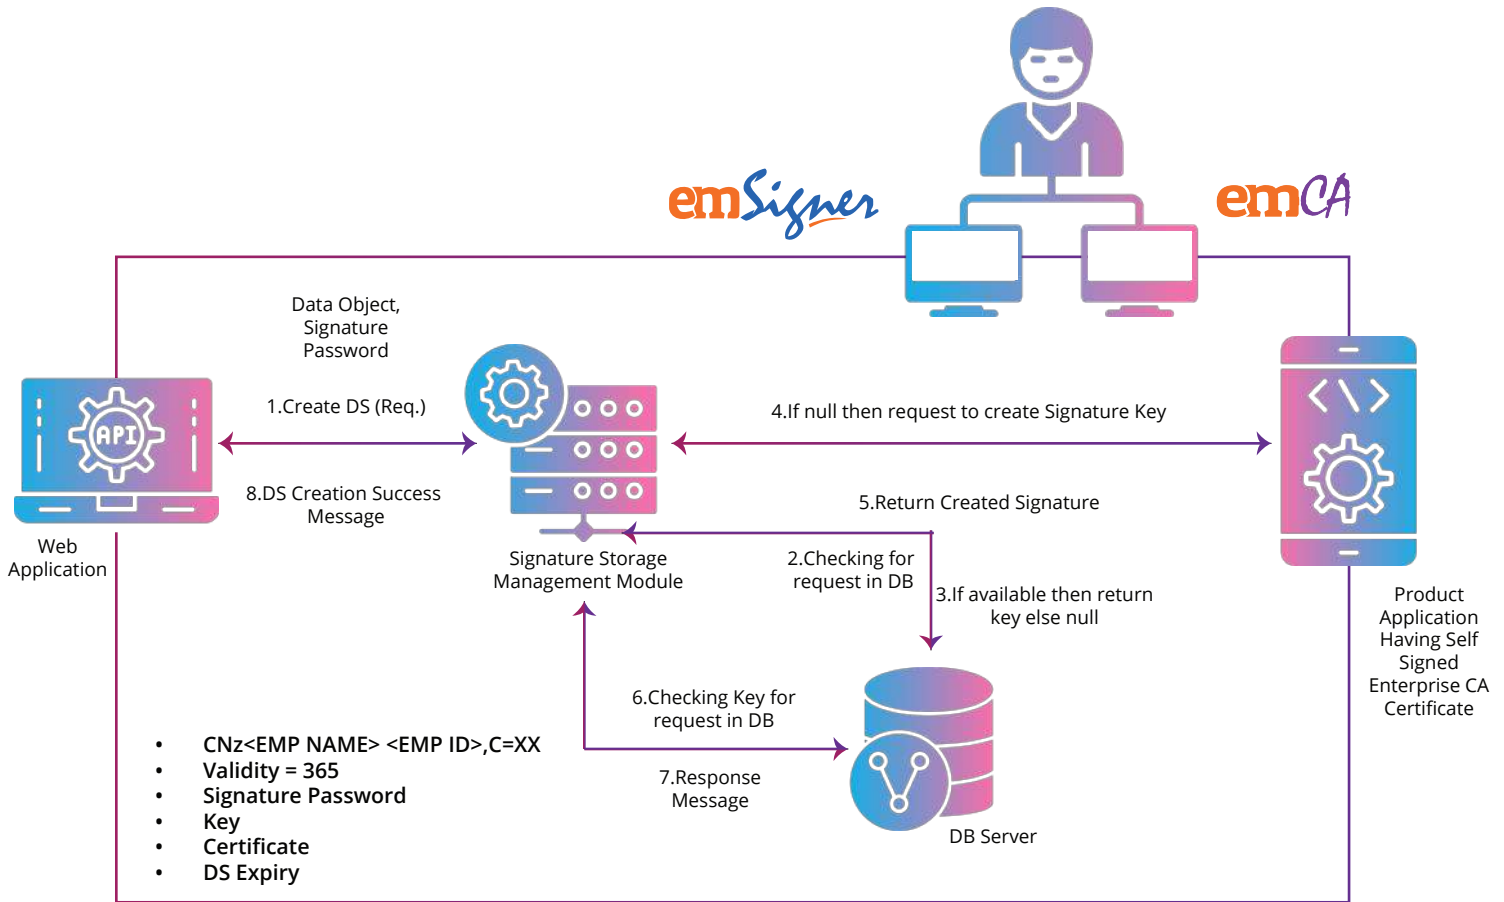 emSigner
emCA
Data Object,
Signature
Password
1.Create DS (Req.)
API
8.DS Creation Success
Message
Web
Application
Signature Storage
Management Module
4.If null then request to create Signature Key
5.Return Created Signature
2.Checking for
request in DB
3.If available then return
key else null
Product
Application
Having Self
Signed
Enterprise CA
Certificate
6.Checking Key for
request in DB
7.Response
Message
DB Server
• CNz<EMP NAME> <EMP ID>,C=XX
• Validity = 365
• Signature Password
• Key
• Certificate
• DS Expiry